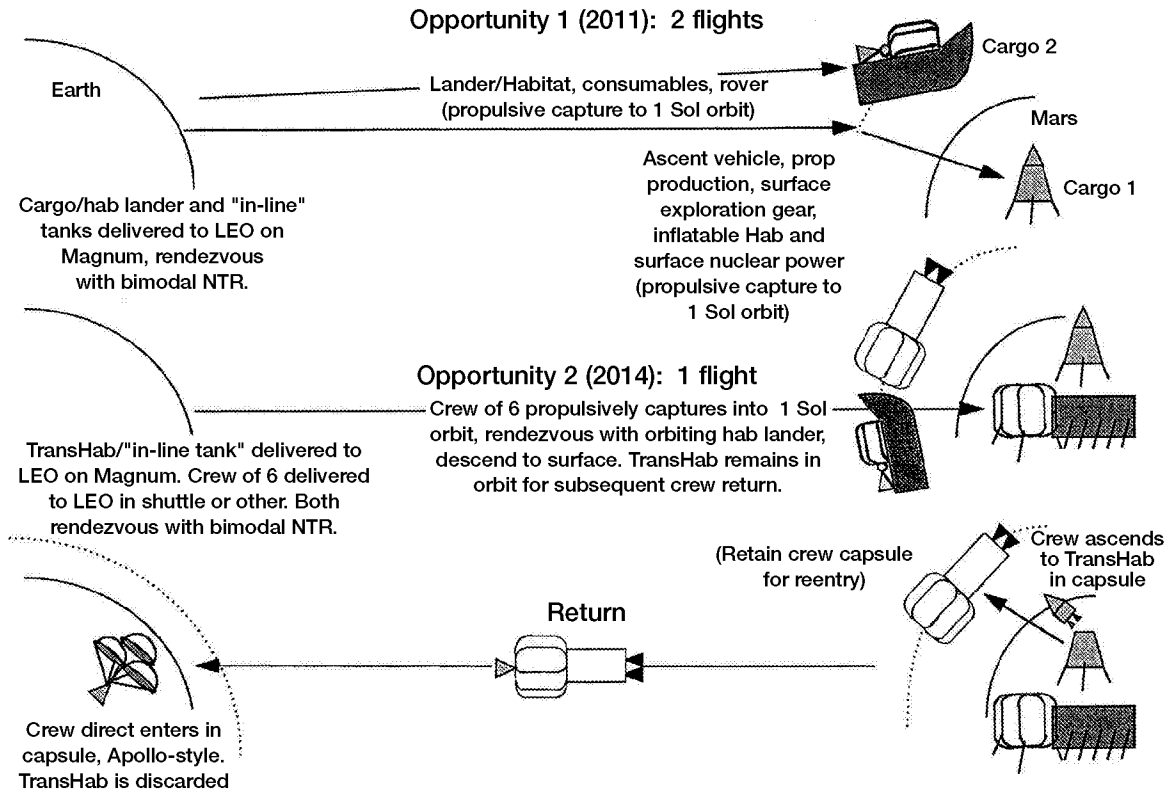 Opportunity 1 (2011): 2 flights
Cargo 2
Earth
Lander/Habitat, consumables, rover
(propulsive capture to 1 Sol orbit)
Mars
Cargo 1
Ascent vehicle, prop
production, surface
exploration gear,
inflatable Hab and
surface nuclear power
(propulsive capture to
1 Sol orbit)
Cargo/hab lander and "in-line"
tanks delivered to LEO on
Magnum, rendezvous
with bimodal NTR.
Opportunity 2 (2014): 1 flight
Crew of 6 propulsively captures into 1 Sol
orbit, rendezvous with orbiting hab lander,
descend to surface. TransHab remains in
orbit for subsequent crew return.
TransHab/"in-line tank" delivered to
LEO on Magnum. Crew of 6 delivered
to LEO in shuttle or other. Both
rendezvous with bimodal NTR.
(Retain crew capsule
for reentry)
Crew ascends
to TransHab
in capsule
Return
Crew direct enters in
capsule, Apollo-style.
TransHab is discarded